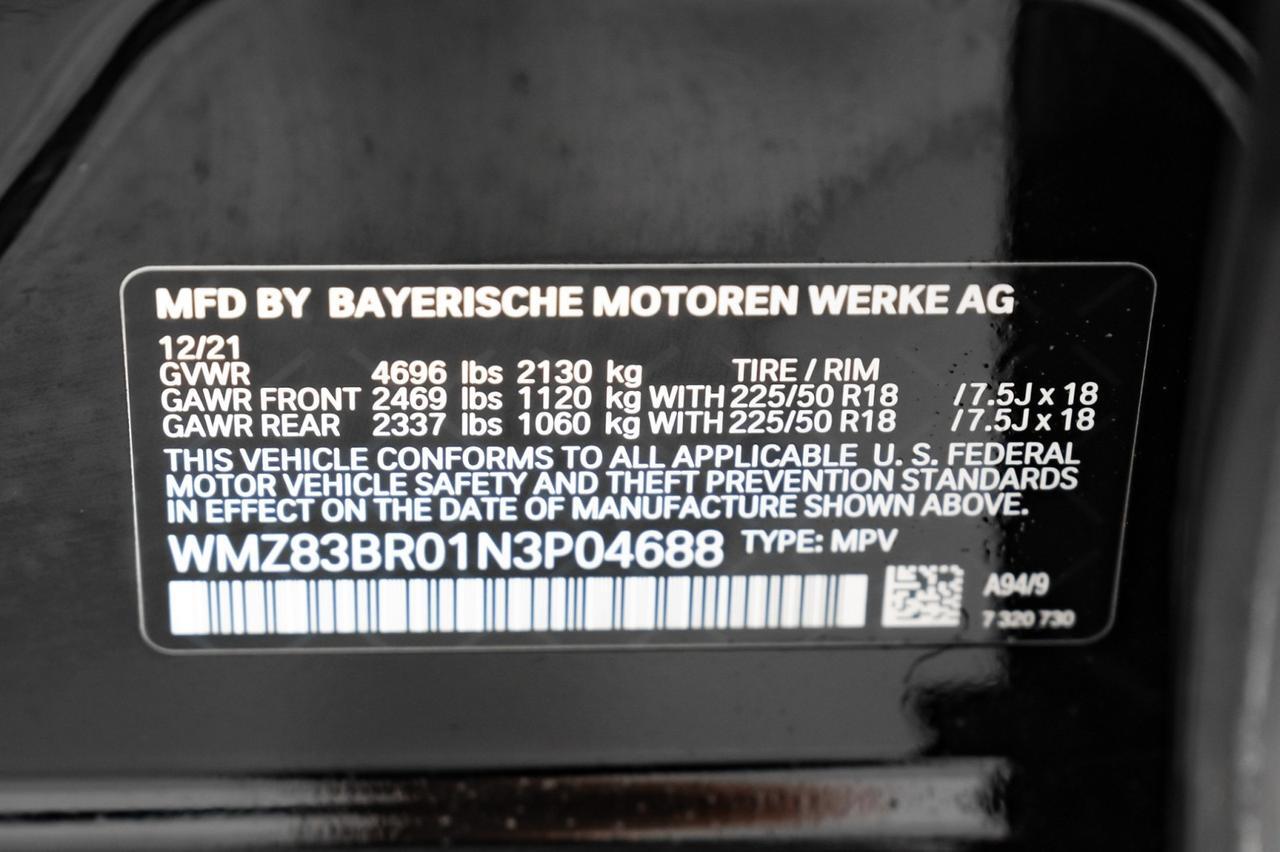 MFD BY BAYERISCHE MOTOREN WERKE AG
12/21
GVWR 4696 lbs 2130 kg TIRE / RIM
GAWR FRONT 2469 lbs 1120 kg WITH 225/50 R18 /7.5J x 18
GAWR REAR 2337 lbs 1060 kg WITH 225/50 R18 /7.5J x 18
THIS VEHICLE CONFORMS TO ALL APPLICABLE U. S. FEDERAL
MOTOR VEHICLE SAFETY AND THEFT PREVENTION STANDARDS
IN EFFECT ON THE DATE OF MANUFACTURE SHOWN ABOVE.
WMZ83BR01N3P04688 TYPE: MPV
A94/9
7 320 730